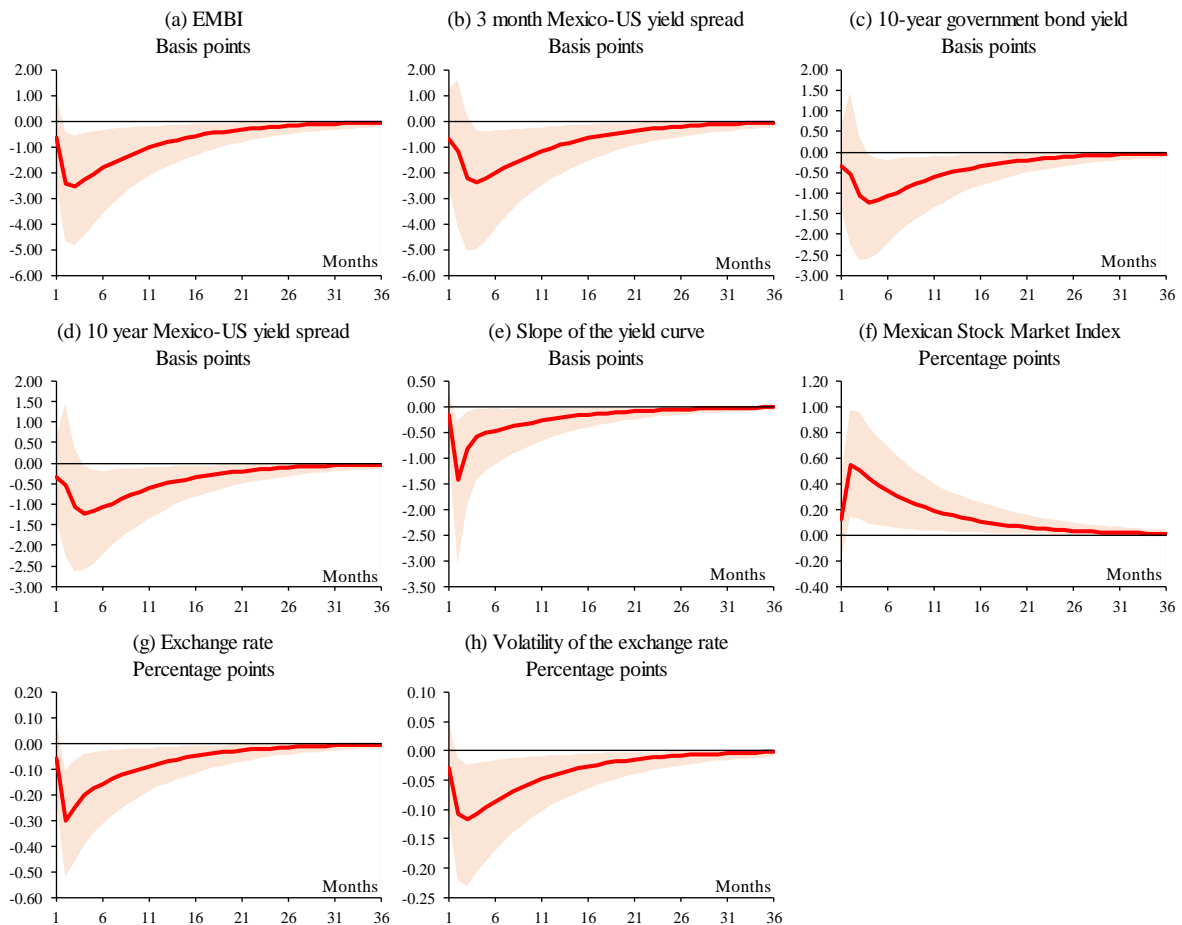 (a) EMBI
Basis points
2.00
1.00
0.00
-1.00
-2.00
-3.00
-4.00
-5.00
-6.00
Months
1 6 11 16 21 26 31 36
(b) 3 month Mexico-US yield spread
Basis points
2.00
1.00
0.00
-1.00
-2.00
-3.00
-4.00
-5.00
-6.00
Months
1 6 11 16 21 26 31 36
(c) 10-year government bond yield
Basis points
2.00
1.50
1.00
0.50
0.00
-0.50
-1.00
-1.50
-2.00
-2.50
-3.00
Months
1 6 11 16 21 26 31 36
(d) 10 year Mexico-US yield spread
Basis points
2.00
1.50
1.00
0.50
0.00
-0.50
-1.00
-1.50
-2.00
-2.50
-3.00
Months
1 6 11 16 21 26 31 36
(e) Slope of the yield curve
Basis points
0.50
0.00
-0.50
-1.00
-1.50
-2.00
-2.50
-3.00
-3.50
Months
1 6 11 16 21 26 31 36
(f) Mexican Stock Market Index
Percentage points
1.20
1.00
0.80
0.60
0.40
0.20
0.00
-0.20
-0.40
Months
1 6 11 16 21 26 31 36
(g) Exchange rate
Percentage points
0.20
0.10
0.00
-0.10
-0.20
-0.30
-0.40
-0.50
-0.60
Months
1 6 11 16 21 26 31 36
(h) Volatility of the exchange rate
Percentage points
0.10
0.05
0.00
-0.05
-0.10
-0.15
-0.20
-0.25
Months
1 6 11 16 21 26 31 36